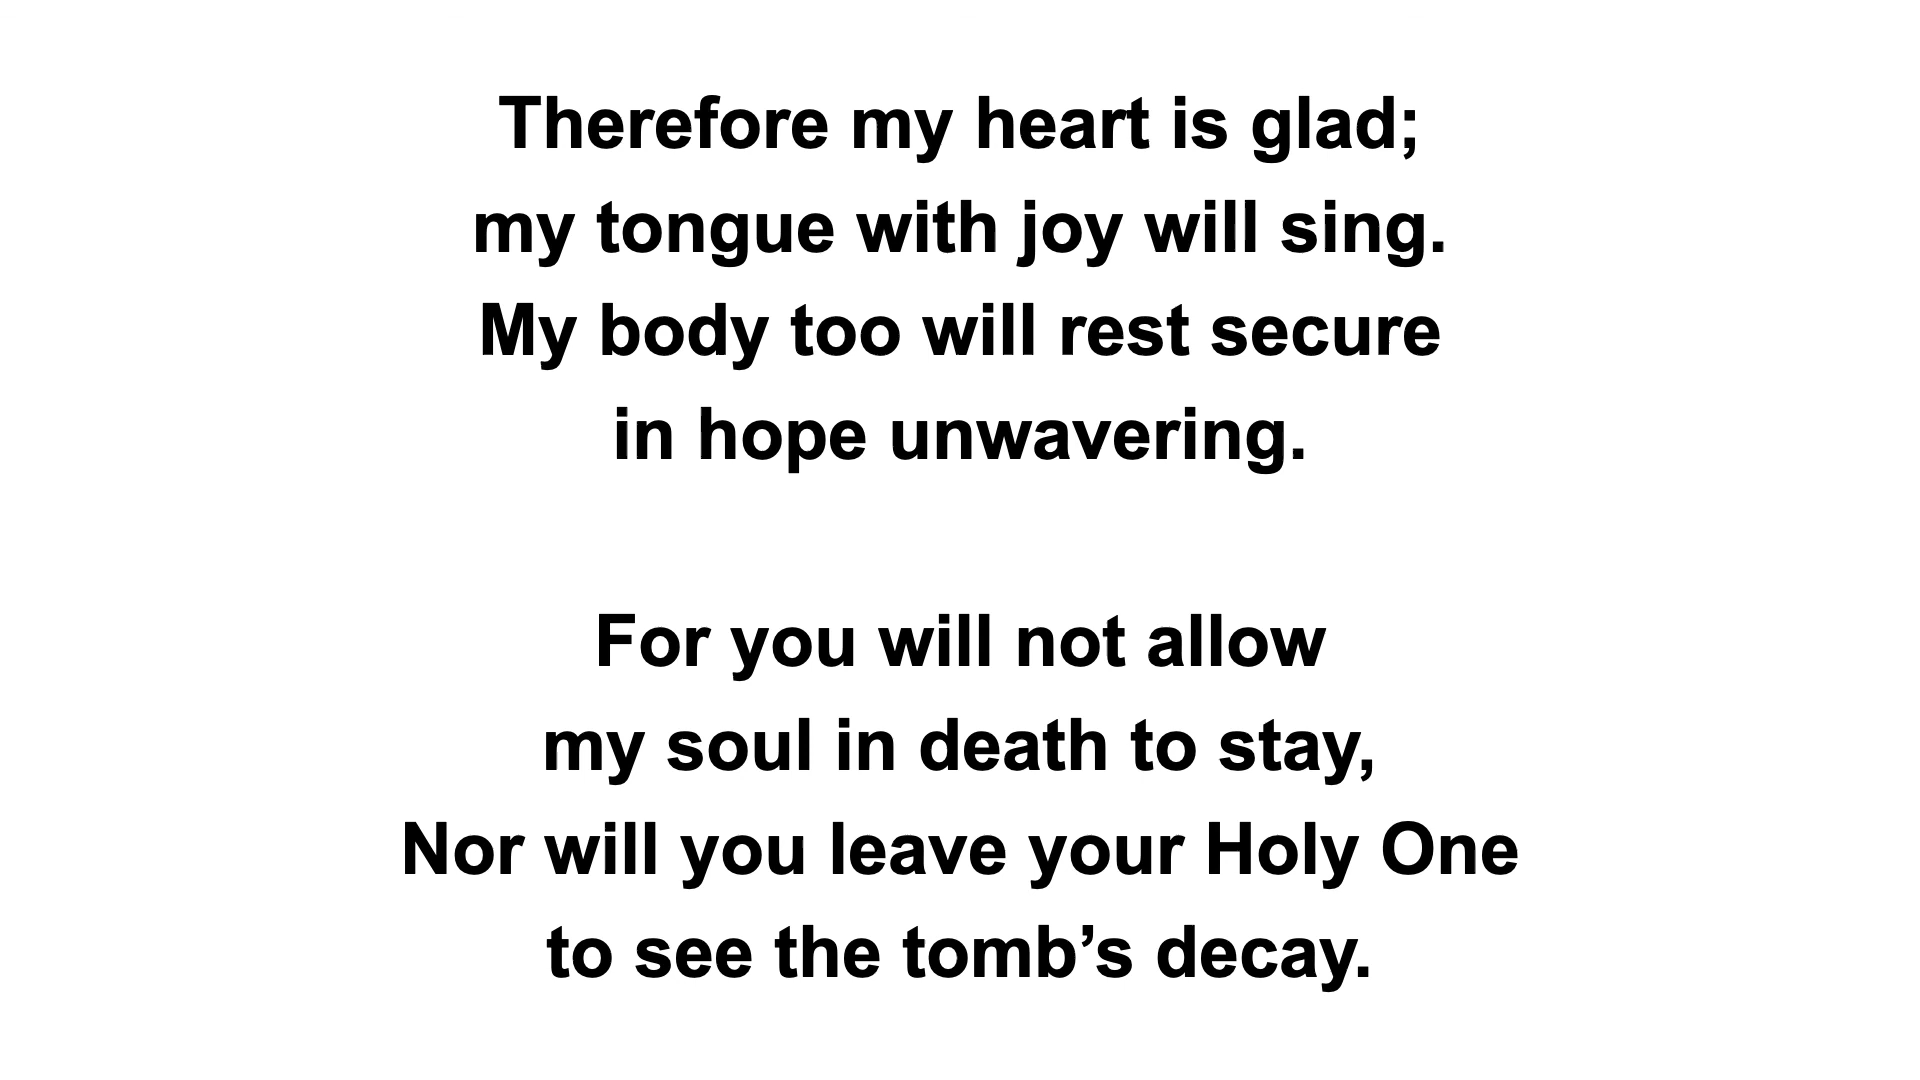 Therefore my heart is glad;
my tongue with joy will sing.
My body too will rest secure
in hope unwavering.
For you will not allow
my soul in death to stay,
Nor will you leave your Holy One
to see the tomb’s decay.